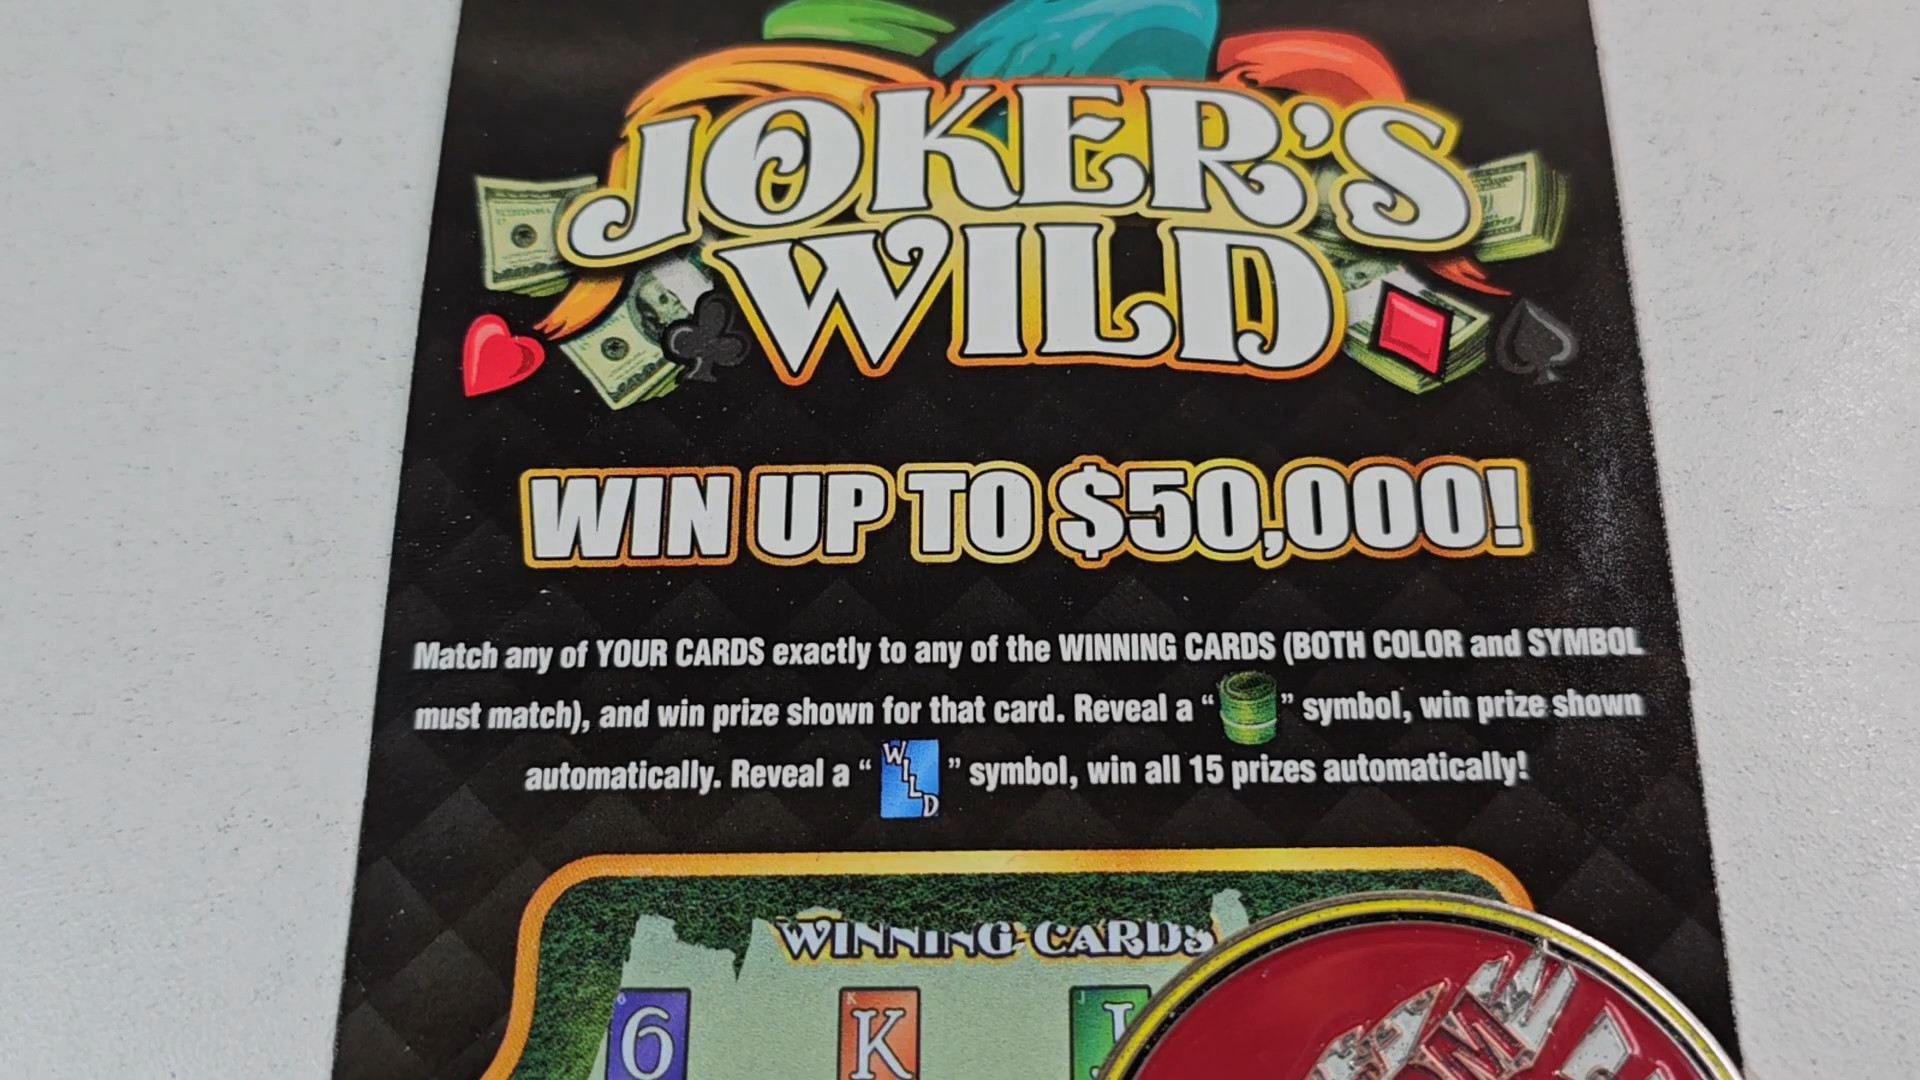 JOKER'S
WILD
WIN UP TO $50,000!
Match any of YOUR CARDS exactly to any of the WINNING CARDS (BOTH COLOR and SYMBOL
must match), and win prize shown for that card. Reveal a “ ” symbol, win prize shown
automatically. Reveal a “ WILD ” symbol, win all 15 prizes automatically!
WINNING CARDS
6 K J
6 K J